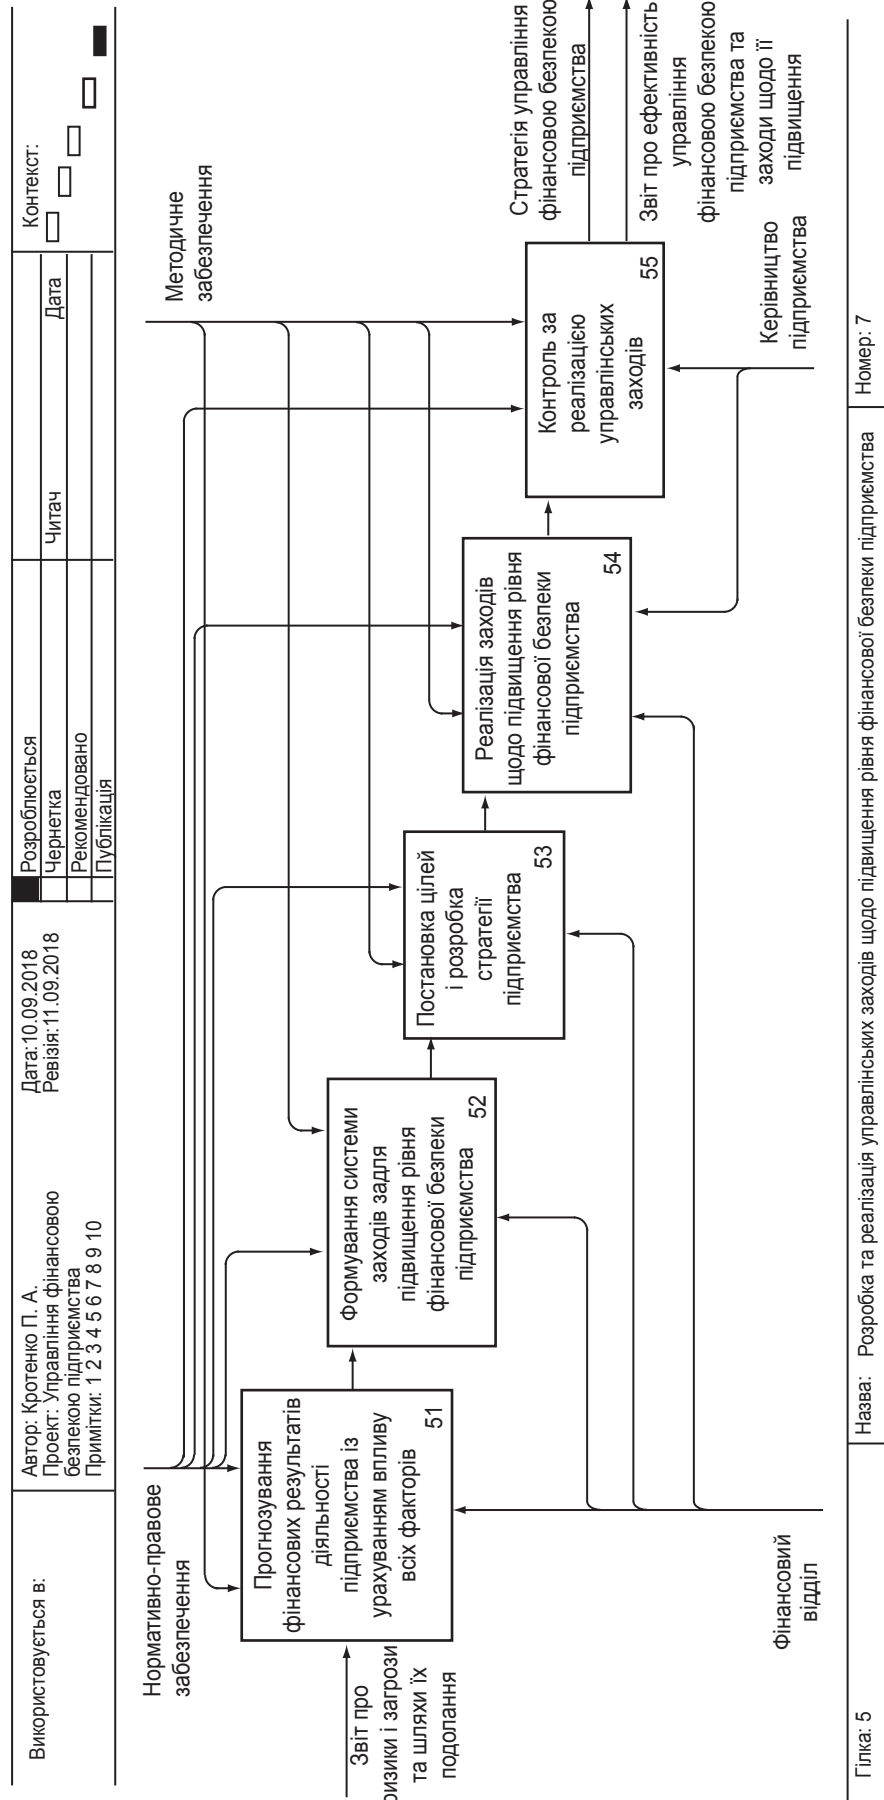 Використовується в:
Автор: Кротенко П. А.
Проект: Управління фінансовою
безпекою підприємства
Примітки: 1 2 3 4 5 6 7 8 9 10
Дата:10.09.2018
Ревізія:11.09.2018
Розроблюється
Чернетка
Рекомендовано
Публікація
Читач
Дата
Контекст:
Нормативно-правове
забезпечення
Методичне
забезпечення
Звіт про
ризики і загрози
та шляхи їх
подолання
Прогнозування
фінансових результатів
діяльності
підприємства із
урахуванням впливу
всіх факторів
51
Формування системи
заходів задля
підвищення рівня
фінансової безпеки
підприємства
52
Постановка цілей
і розробка
стратегії
підприємства
53
Реалізація заходів
щодо підвищення рівня
фінансової безпеки
підприємства
54
Контроль за
реалізацією
управлінських
заходів
55
Стратегія управління
фінансовою безпекою
підприємства
Звіт про ефективність
управління
фінансовою безпекою
підприємства та
заходи щодо її
підвищення
Фінансовий
відділ
Керівництво
підприємства
Гілка: 5
Назва: Розробка та реалізація управлінських заходів щодо підвищення рівня фінансової безпеки підприємства
Номер: 7